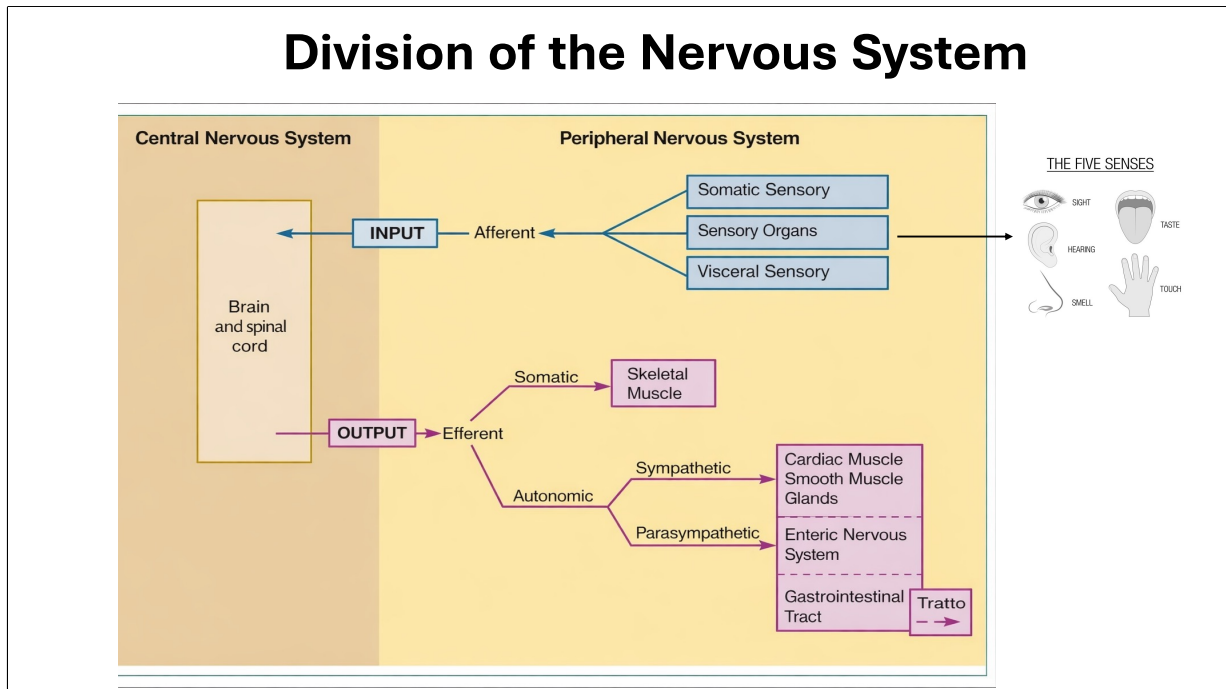 Division of the Nervous System
Central Nervous System
Peripheral Nervous System
THE FIVE SENSES
Somatic Sensory
SIGHT
INPUT
Afferent
Sensory Organs
TASTE
HEARING
Visceral Sensory
TOUCH
SMELL
Brain
and spinal
cord
Somatic
Skeletal
Muscle
OUTPUT
Efferent
Autonomic
Sympathetic
Cardiac Muscle
Smooth Muscle
Glands
Parasympathetic
Enteric Nervous
System
Gastrointestinal
Tract
Tratto